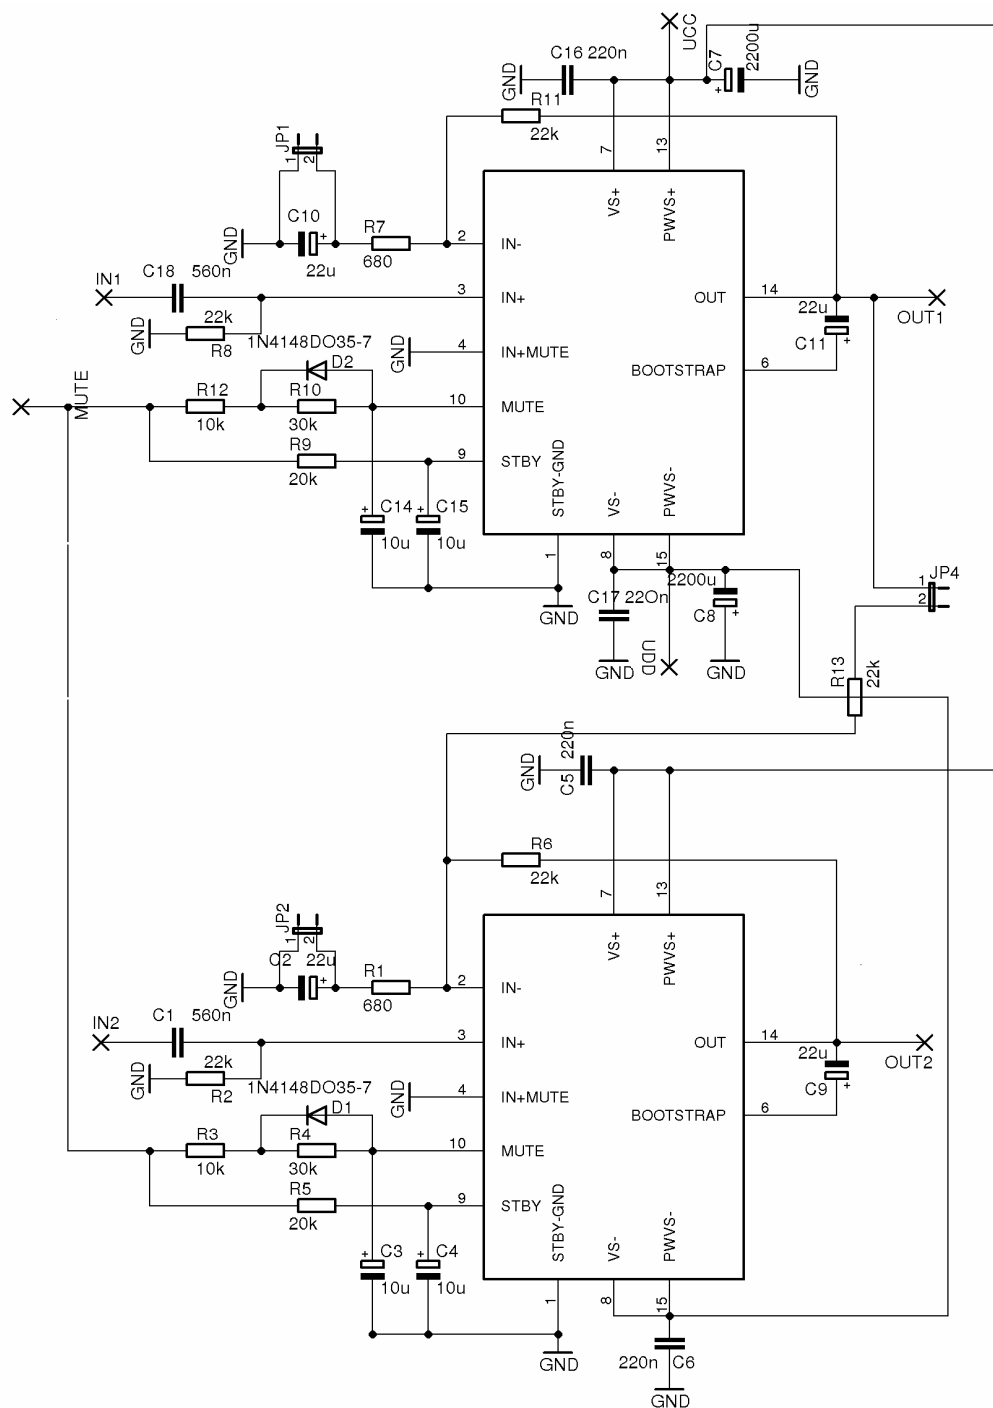 C16 220n
GND
UCC
C7
2200u
+
GND
R11
22k
JP1
1
2
7
13
C10
+
22u
GND
R7
680
2
IN-
VS+
PWVS+
IN1
C18
560n
3
IN+
OUT
14
22u
C11
+
OUT1
GND
22k
R8
1N4148DO35-7
D2
GND
4
IN+MUTE
BOOTSTRAP
6
MUTE
R12
10k
R10
30k
10
MUTE
R9
20k
9
STBY
STBY-GND
VS-
PWVS-
+
C14
10u
+
C15
10u
1
8
15
GND
C17
22On
GND
UDD
2200u
C8
+
GND
1
2
JP4
R13
22k
GND
C5
220n
R6
22k
7
13
JP2
1
2
C2
22u
+
GND
R1
680
2
IN-
VS+
PWVS+
IN2
C1
560n
3
IN+
OUT
14
22u
C9
+
OUT2
GND
22k
R2
1N4148DO35-7
D1
GND
4
IN+MUTE
BOOTSTRAP
6
R3
10k
R4
30k
10
MUTE
R5
20k
9
STBY
STBY-GND
VS-
PWVS-
+
C3
10u
+
C4
10u
1
8
15
GND
220n
C6
GND